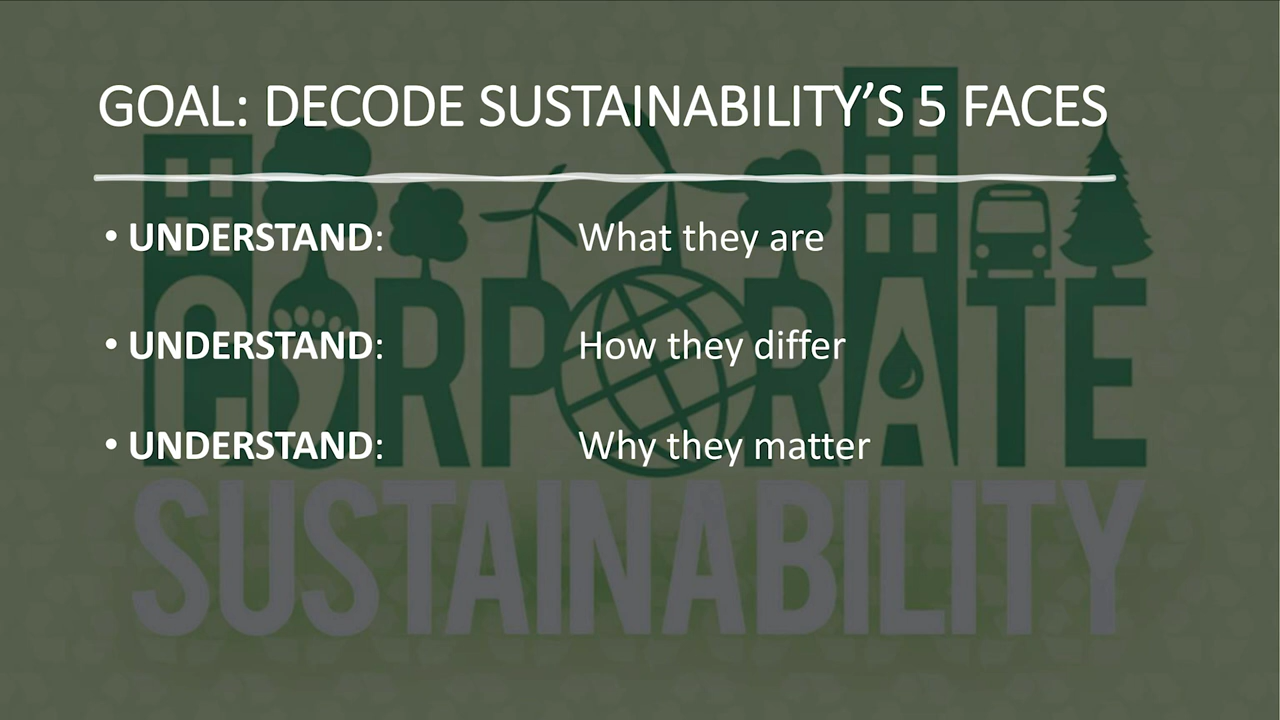 GOAL: DECODE SUSTAINABILITY’S 5 FACES
• UNDERSTAND: What they are
• UNDERSTAND: How they differ
• UNDERSTAND: Why they matter
CORPORATE
SUSTAINABILITY